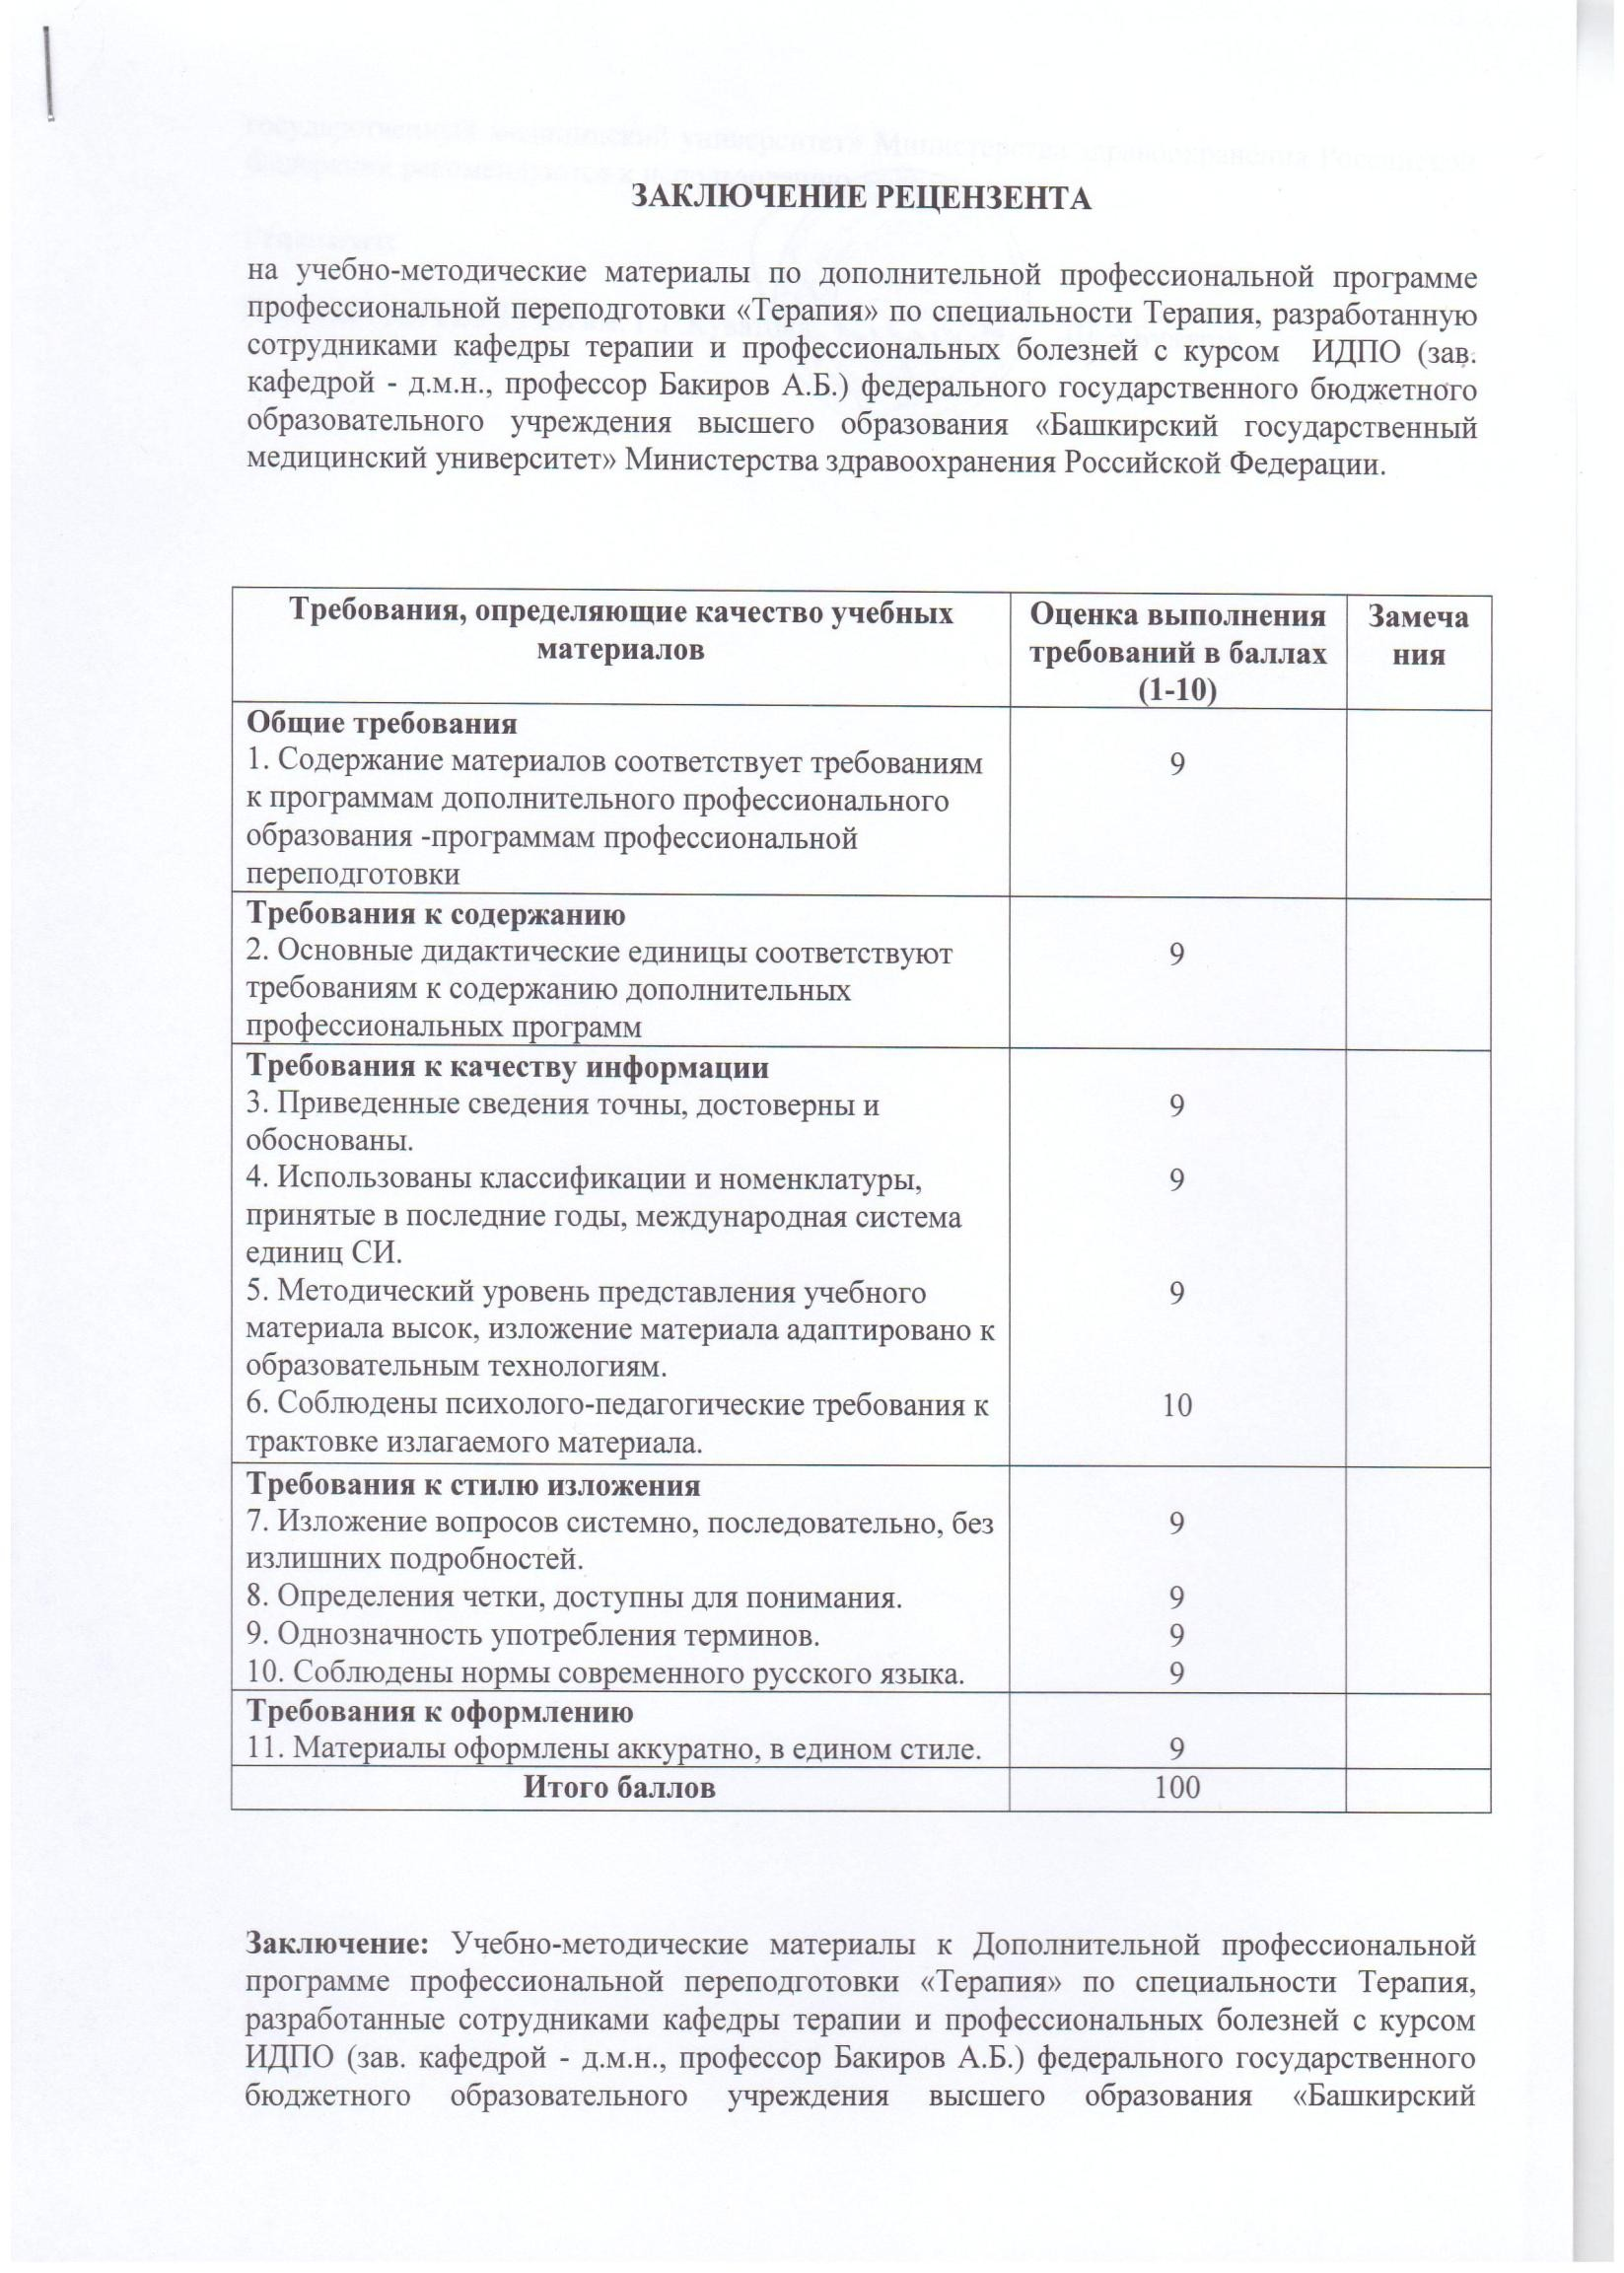 ЗАКЛЮЧЕНИЕ РЕЦЕНЗЕНТА
на учебно-методические материалы по дополнительной профессиональной программе
профессиональной переподготовки «Терапия» по специальности Терапия, разработанную
сотрудниками кафедры терапии и профессиональных болезней с курсом ИДПО (зав.
кафедрой - д.м.н., профессор Бакиров А.Б.) федерального государственного бюджетного
образовательного учреждения высшего образования «Башкирский государственный
медицинский университет» Министерства здравоохранения Российской Федерации.
Требования, определяющие качество учебных
материалов
Оценка выполнения
требований в баллах
(1-10)
Замеча
ния
Общие требования
1. Содержание материалов соответствует требованиям 9
к программам дополнительного профессионального
образования -программам профессиональной
переподготовки
Требования к содержанию
2. Основные дидактические единицы соответствуют 9
требованиям к содержанию дополнительных
профессиональных программ
Требования к качеству информации
3. Приведенные сведения точны, достоверны и 9
обоснованы.
4. Использованы классификации и номенклатуры, 9
принятые в последние годы, международная система
единиц СИ.
5. Методический уровень представления учебного 9
материала высок, изложение материала адаптировано к
образовательным технологиям.
6. Соблюдены психолого-педагогические требования к 10
трактовке излагаемого материала.
Требования к стилю изложения
7. Изложение вопросов системно, последовательно, без 9
излишних подробностей.
8. Определения четки, доступны для понимания. 9
9. Однозначность употребления терминов. 9
10. Соблюдены нормы современного русского языка. 9
Требования к оформлению
11. Материалы оформлены аккуратно, в едином стиле. 9
Итого баллов 100
Заключение: Учебно-методические материалы к Дополнительной профессиональной
программе профессиональной переподготовки «Терапия» по специальности Терапия,
разработанные сотрудниками кафедры терапии и профессиональных болезней с курсом
ИДПО (зав. кафедрой - д.м.н., профессор Бакиров А.Б.) федерального государственного
бюджетного образовательного учреждения высшего образования «Башкирский